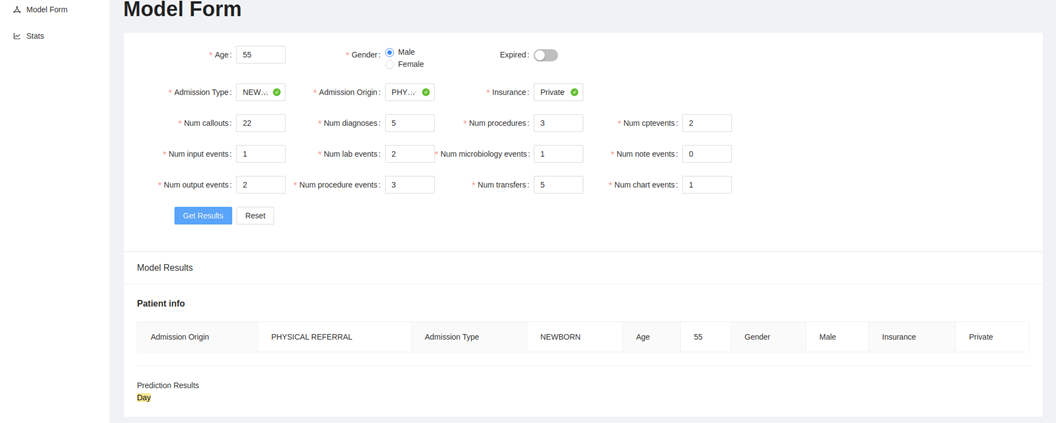 Model Form
Stats
Model Form
* Age: 55
* Gender: Male
Female
Expired:
* Admission Type: NEW...
* Admission Origin: PHY...
* Insurance: Private
* Num callouts: 22
* Num diagnoses: 5
* Num procedures: 3
* Num cptevents: 2
* Num input events: 1
* Num lab events: 2
* Num microbiology events: 1
* Num note events: 0
* Num output events: 2
* Num procedure events: 3
* Num transfers: 5
* Num chart events: 1
Get Results Reset
Model Results
Patient info
Admission Origin PHYSICAL REFERRAL Admission Type NEWBORN Age 55 Gender Male Insurance Private
Prediction Results
Day